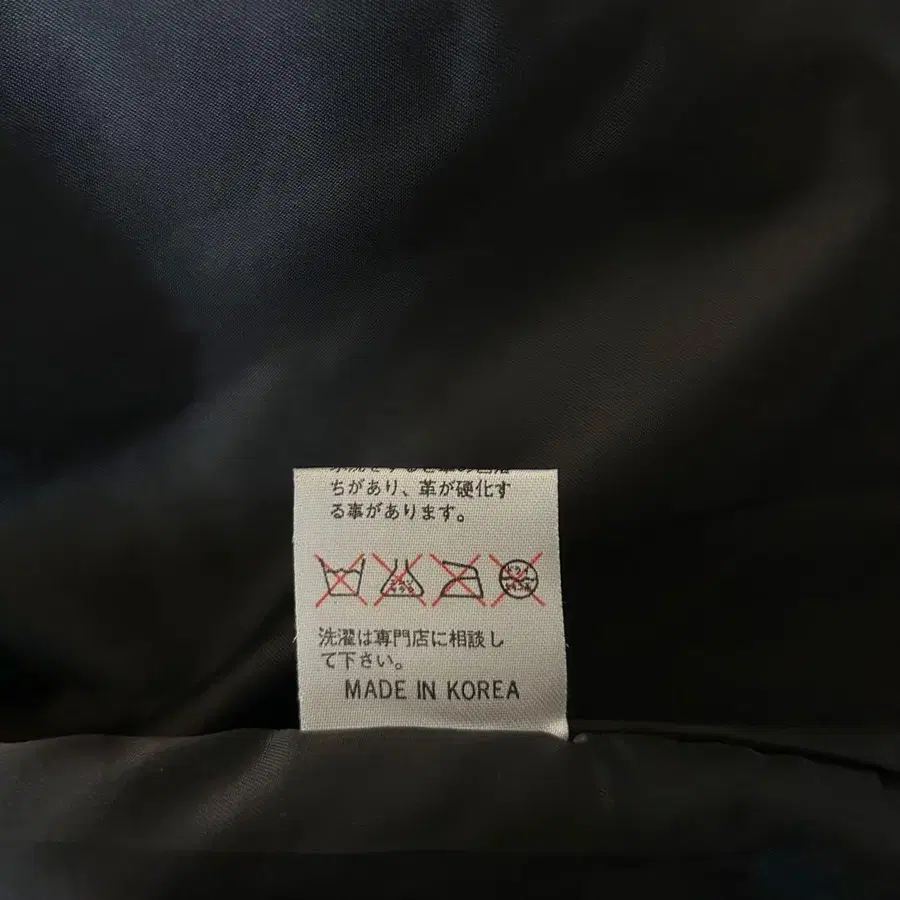 ちがあり、革が硬化す
る事があります。
洗濯は専門店に相談し
て下さい。
MADE IN KOREA